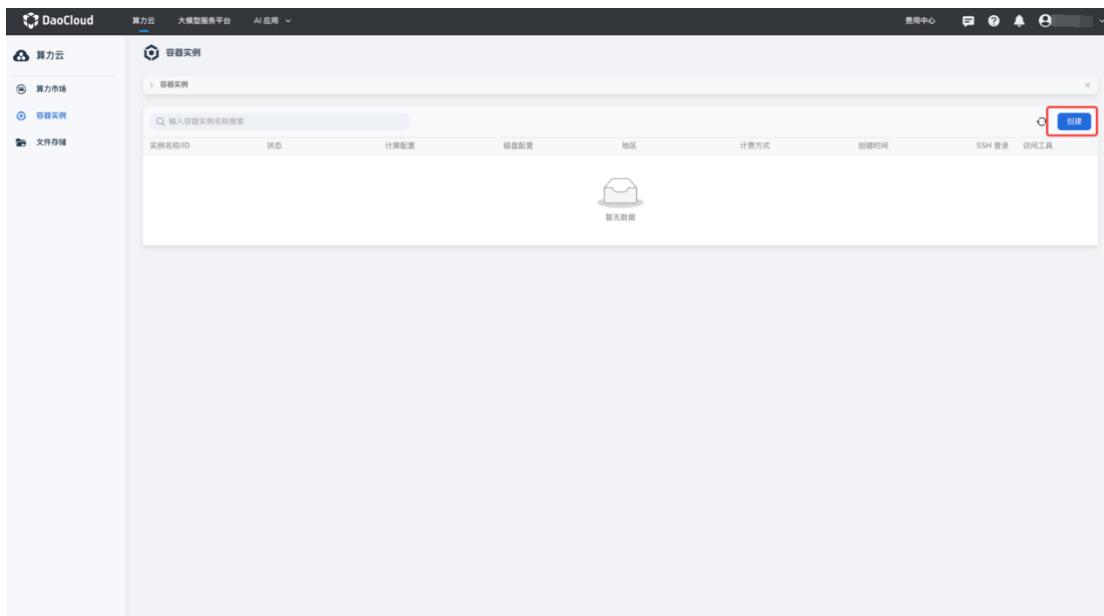 DaoCloud 算力云 大模型服务平台 AI 应用 费用中心
算力云
算力市场
容器实例
文件存储
容器实例
容器实例
输入容器实例名称搜索
创建
实例名称/ID 状态 计算配置 磁盘配置 地区 计费方式 创建时间 SSH 登录 访问工具
暂无数据